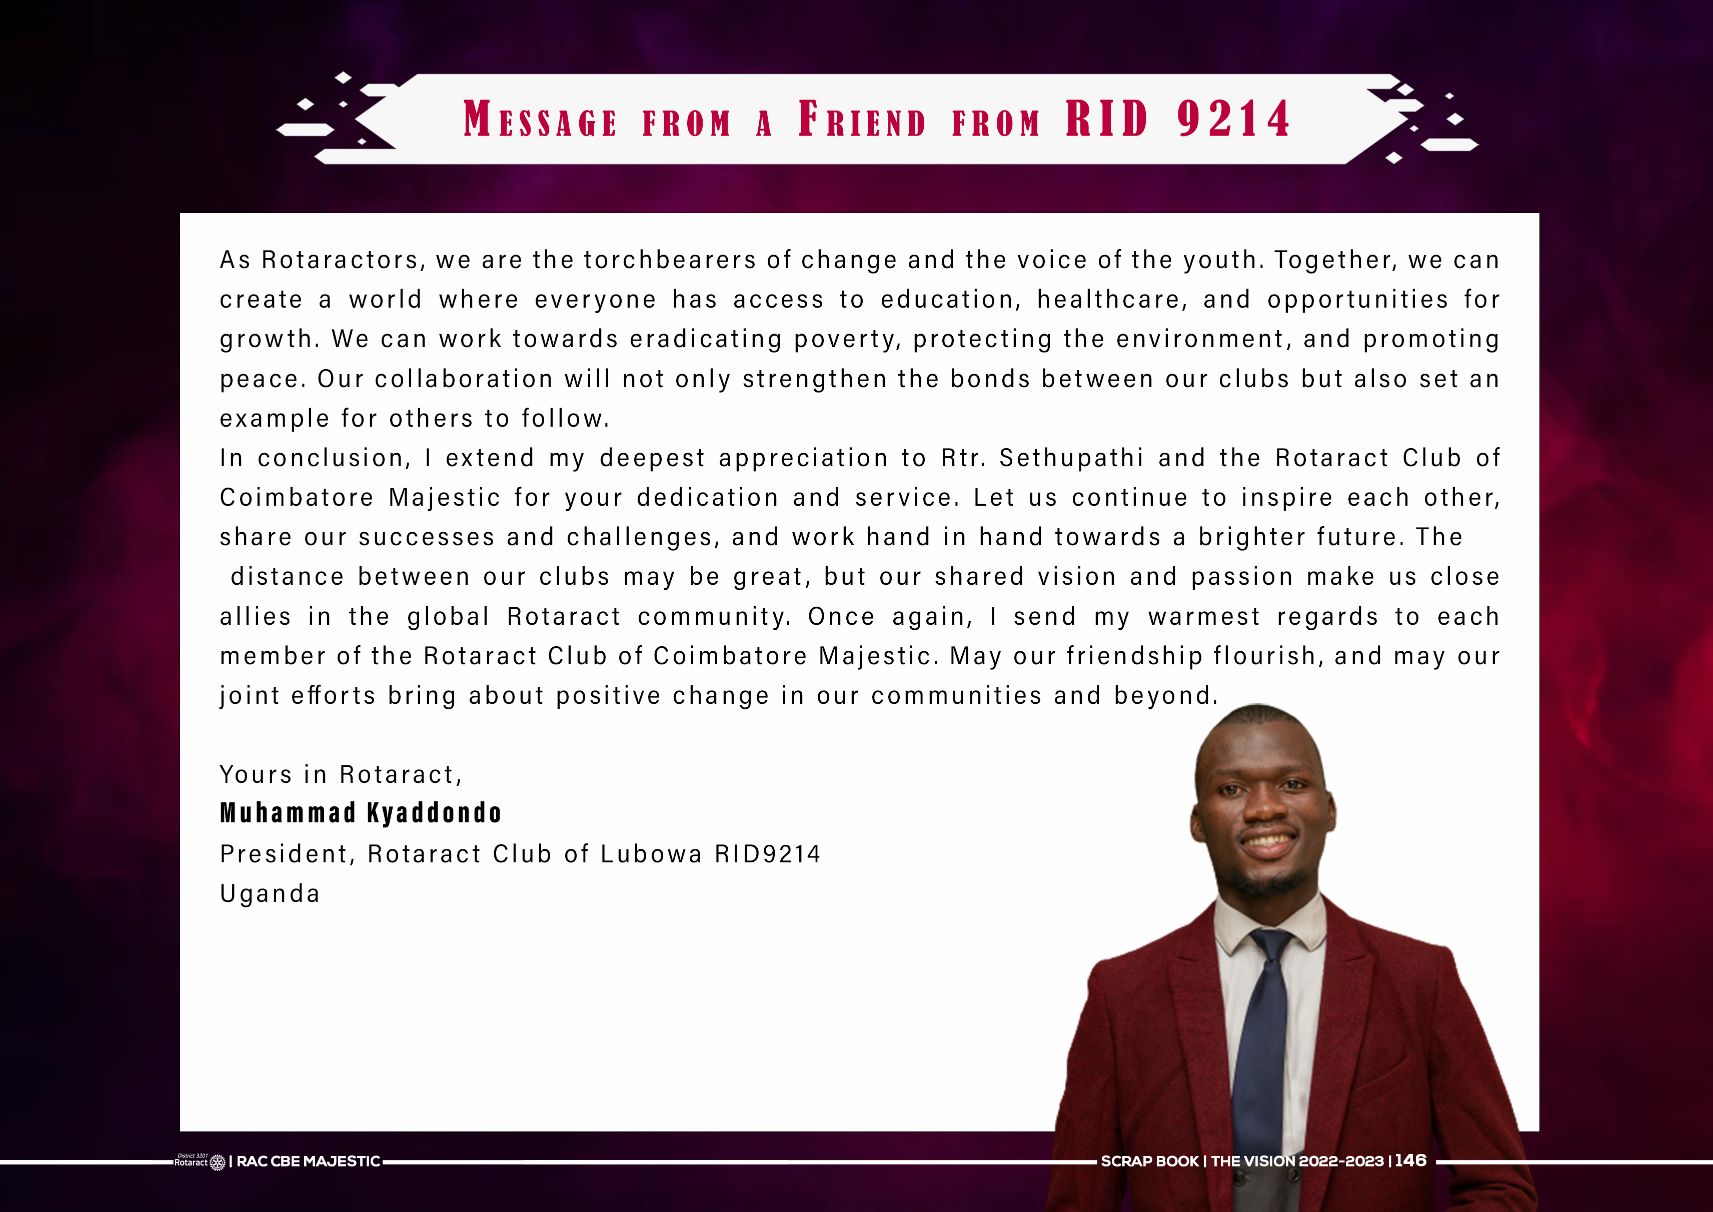 Message from a Friend from RID 9214
As Rotaractors, we are the torchbearers of change and the voice of the youth. Together, we can
create a world where everyone has access to education, healthcare, and opportunities for
growth. We can work towards eradicating poverty, protecting the environment, and promoting
peace. Our collaboration will not only strengthen the bonds between our clubs but also set an
example for others to follow.
In conclusion, I extend my deepest appreciation to Rtr. Sethupathi and the Rotaract Club of
Coimbatore Majestic for your dedication and service. Let us continue to inspire each other,
share our successes and challenges, and work hand in hand towards a brighter future. The
distance between our clubs may be great, but our shared vision and passion make us close
allies in the global Rotaract community. Once again, I send my warmest regards to each
member of the Rotaract Club of Coimbatore Majestic. May our friendship flourish, and may our
joint efforts bring about positive change in our communities and beyond.
Yours in Rotaract,
Muhammad Kyaddondo
President, Rotaract Club of Lubowa RID9214
Uganda
District 3201
Rotaract | RAC CBE MAJESTIC
SCRAP BOOK | THE VISION 2022-2023 | 146